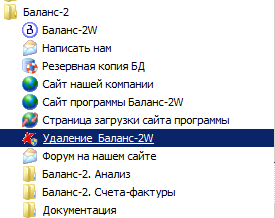 Баланс-2
Баланс-2W
Написать нам
Резервная копия БД
Сайт нашей компании
Сайт программы Баланс-2W
Страница загрузки сайта программы
Удаление Баланс-2W
Форум на нашем сайте
Баланс-2. Анализ
Баланс-2. Счета-фактуры
Документация